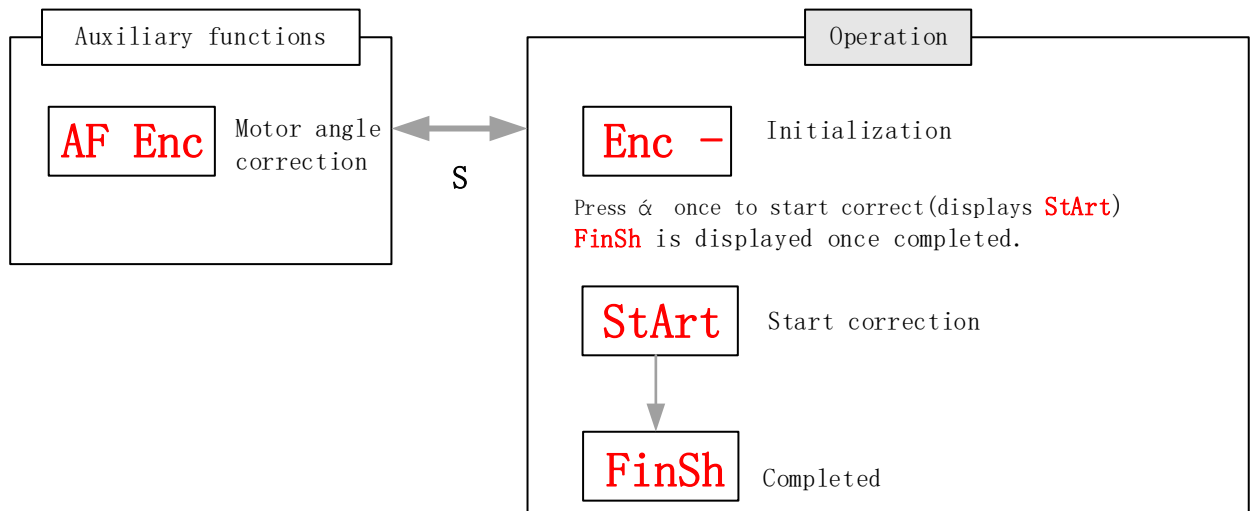 Auxiliary functions
AF Enc
Motor angle
correction
S
Operation
Enc -
Initialization
Press ά once to start correct(displays StArt)
FinSh is displayed once completed.
StArt
Start correction
FinSh
Completed